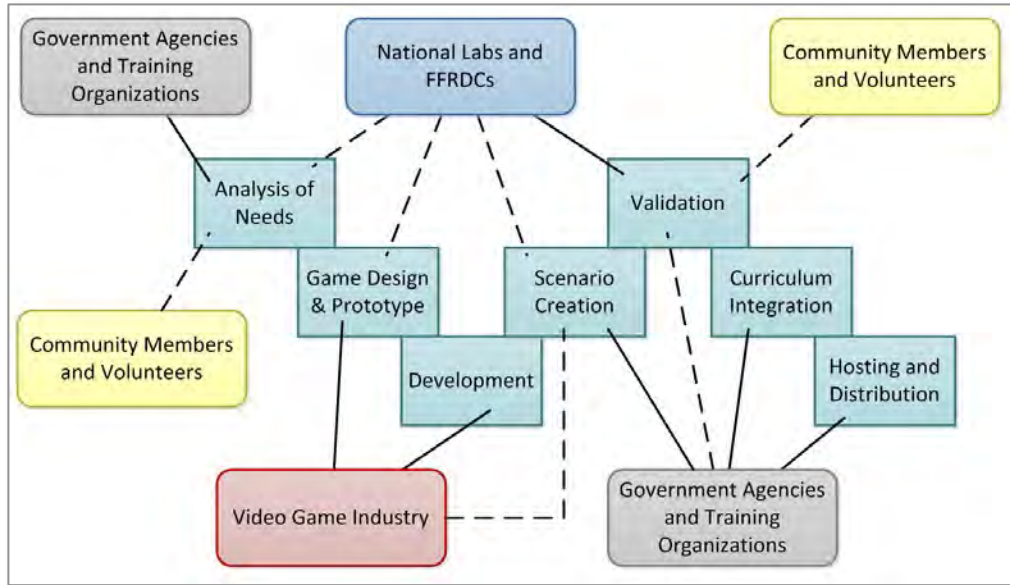 Government Agencies
and Training
Organizations
National Labs and
FFRDCs
Community Members
and Volunteers
Analysis of
Needs
Validation
Game Design
& Prototype
Scenario
Creation
Curriculum
Integration
Community Members
and Volunteers
Development
Hosting and
Distribution
Video Game Industry
Government Agencies
and Training
Organizations